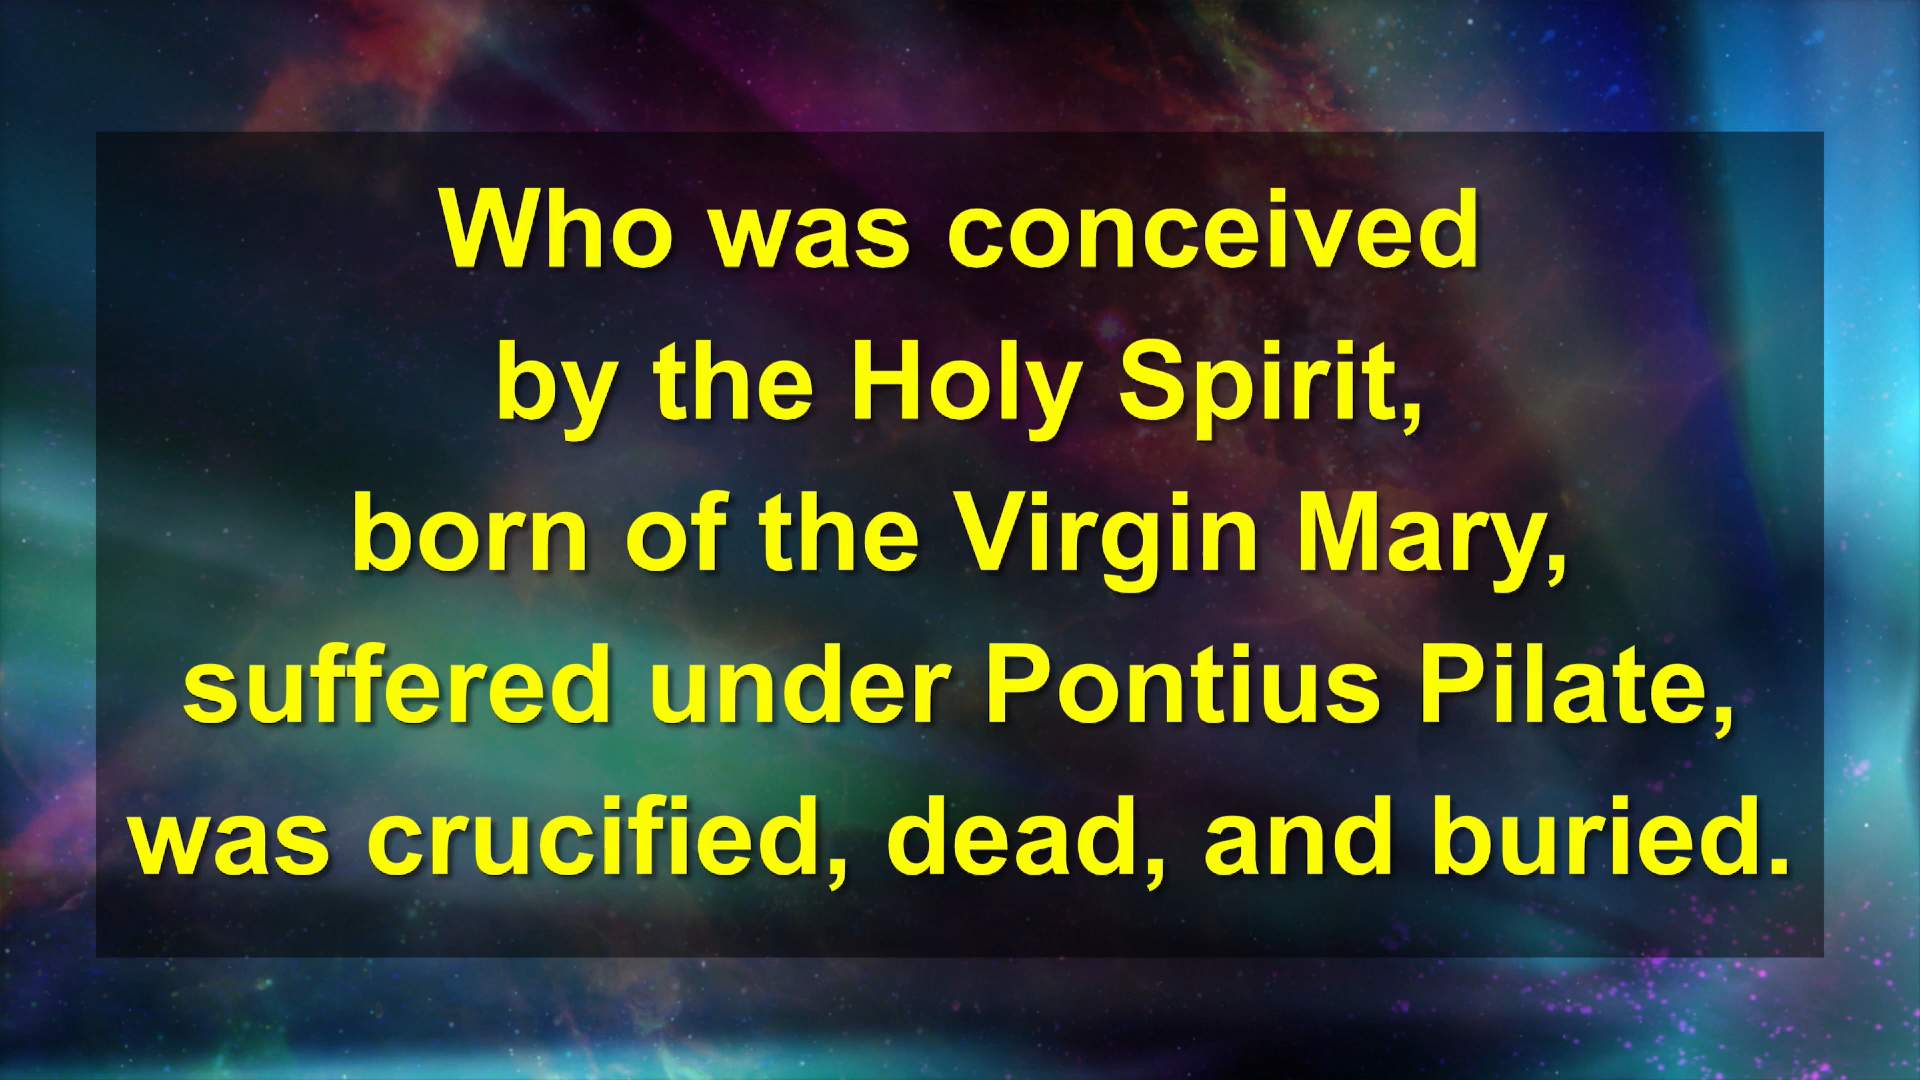 Who was conceived
by the Holy Spirit,
born of the Virgin Mary,
suffered under Pontius Pilate,
was crucified, dead, and buried.